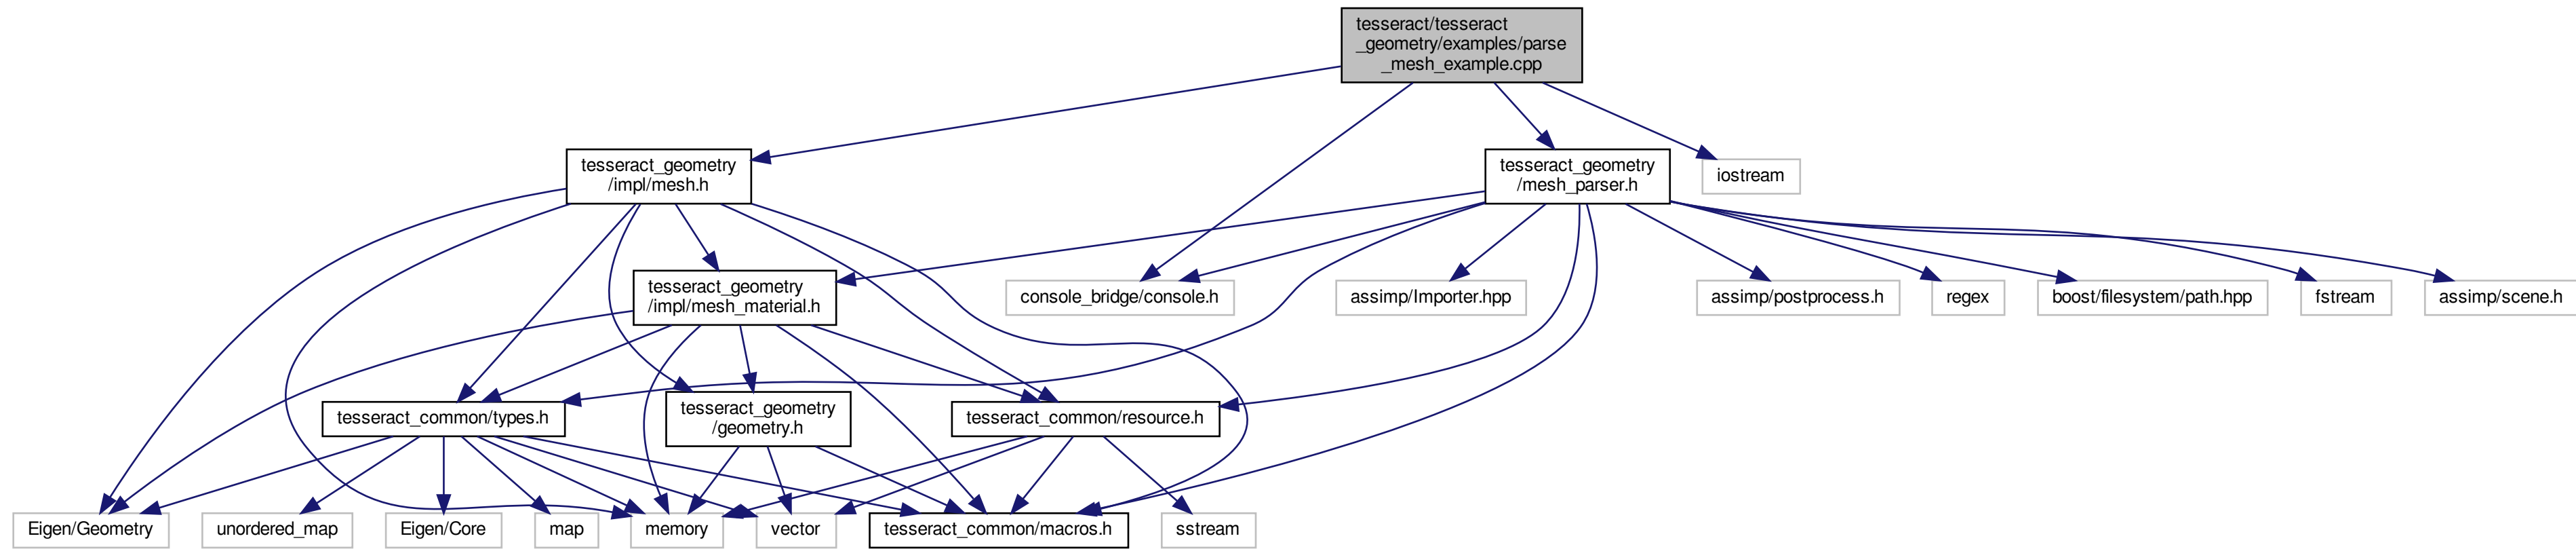 tesseract/tesseract
_geometry/examples/parse
_mesh_example.cpp
tesseract_geometry
/impl/mesh.h
tesseract_geometry
/mesh_parser.h
iostream
tesseract_geometry
/impl/mesh_material.h
console_bridge/console.h
assimp/Importer.hpp
assimp/postprocess.h
regex
boost/filesystem/path.hpp
fstream
assimp/scene.h
tesseract_common/types.h
tesseract_geometry
/geometry.h
tesseract_common/resource.h
Eigen/Geometry
unordered_map
Eigen/Core
map
memory
vector
tesseract_common/macros.h
sstream